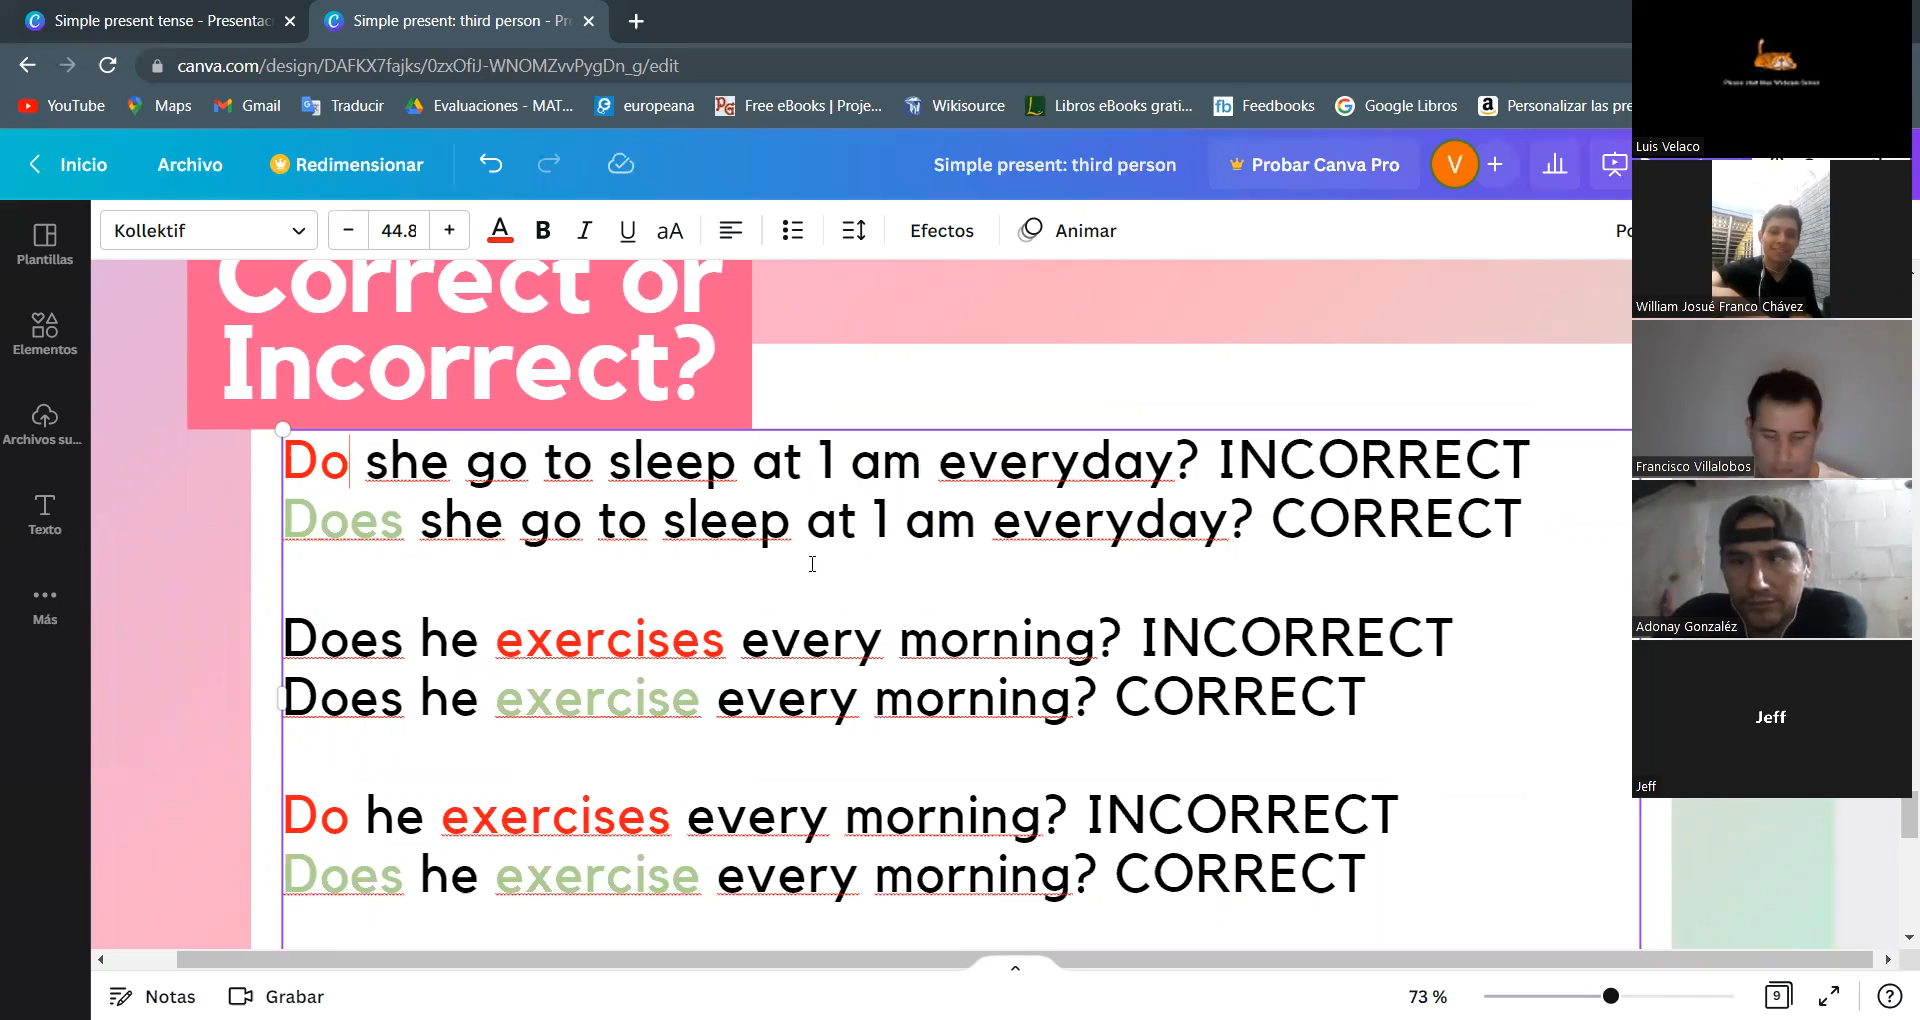 Simple present tense - Presentac
Simple present: third person - Pr
canva.com/design/DAFKX7fajks/0zxOfiJ-WNOMZvvPygDn_g/edit
YouTube
Maps
Gmail
Traducir
Evaluaciones - MAT...
europeana
Free eBooks | Proje...
Wikisource
Libros eBooks grati...
Feedbooks
Google Libros
Personalizar las pre
Inicio
Archivo
Redimensionar
Simple present: third person
Probar Canva Pro
V
Kollektif
44.8
B
I
U
aA
Efectos
Animar
Po
Plantillas
Elementos
Archivos su...
Texto
Más
Correct or
Incorrect?
Do she go to sleep at 1 am everyday? INCORRECT
Does she go to sleep at 1 am everyday? CORRECT
Does he exercises every morning? INCORRECT
Does he exercise every morning? CORRECT
Do he exercises every morning? INCORRECT
Does he exercise every morning? CORRECT
Luis Velaco
William Josué Franco Chávez
Francisco Villalobos
Adonay Gonzaléz
Jeff
Jeff
Notas
Grabar
73 %
9